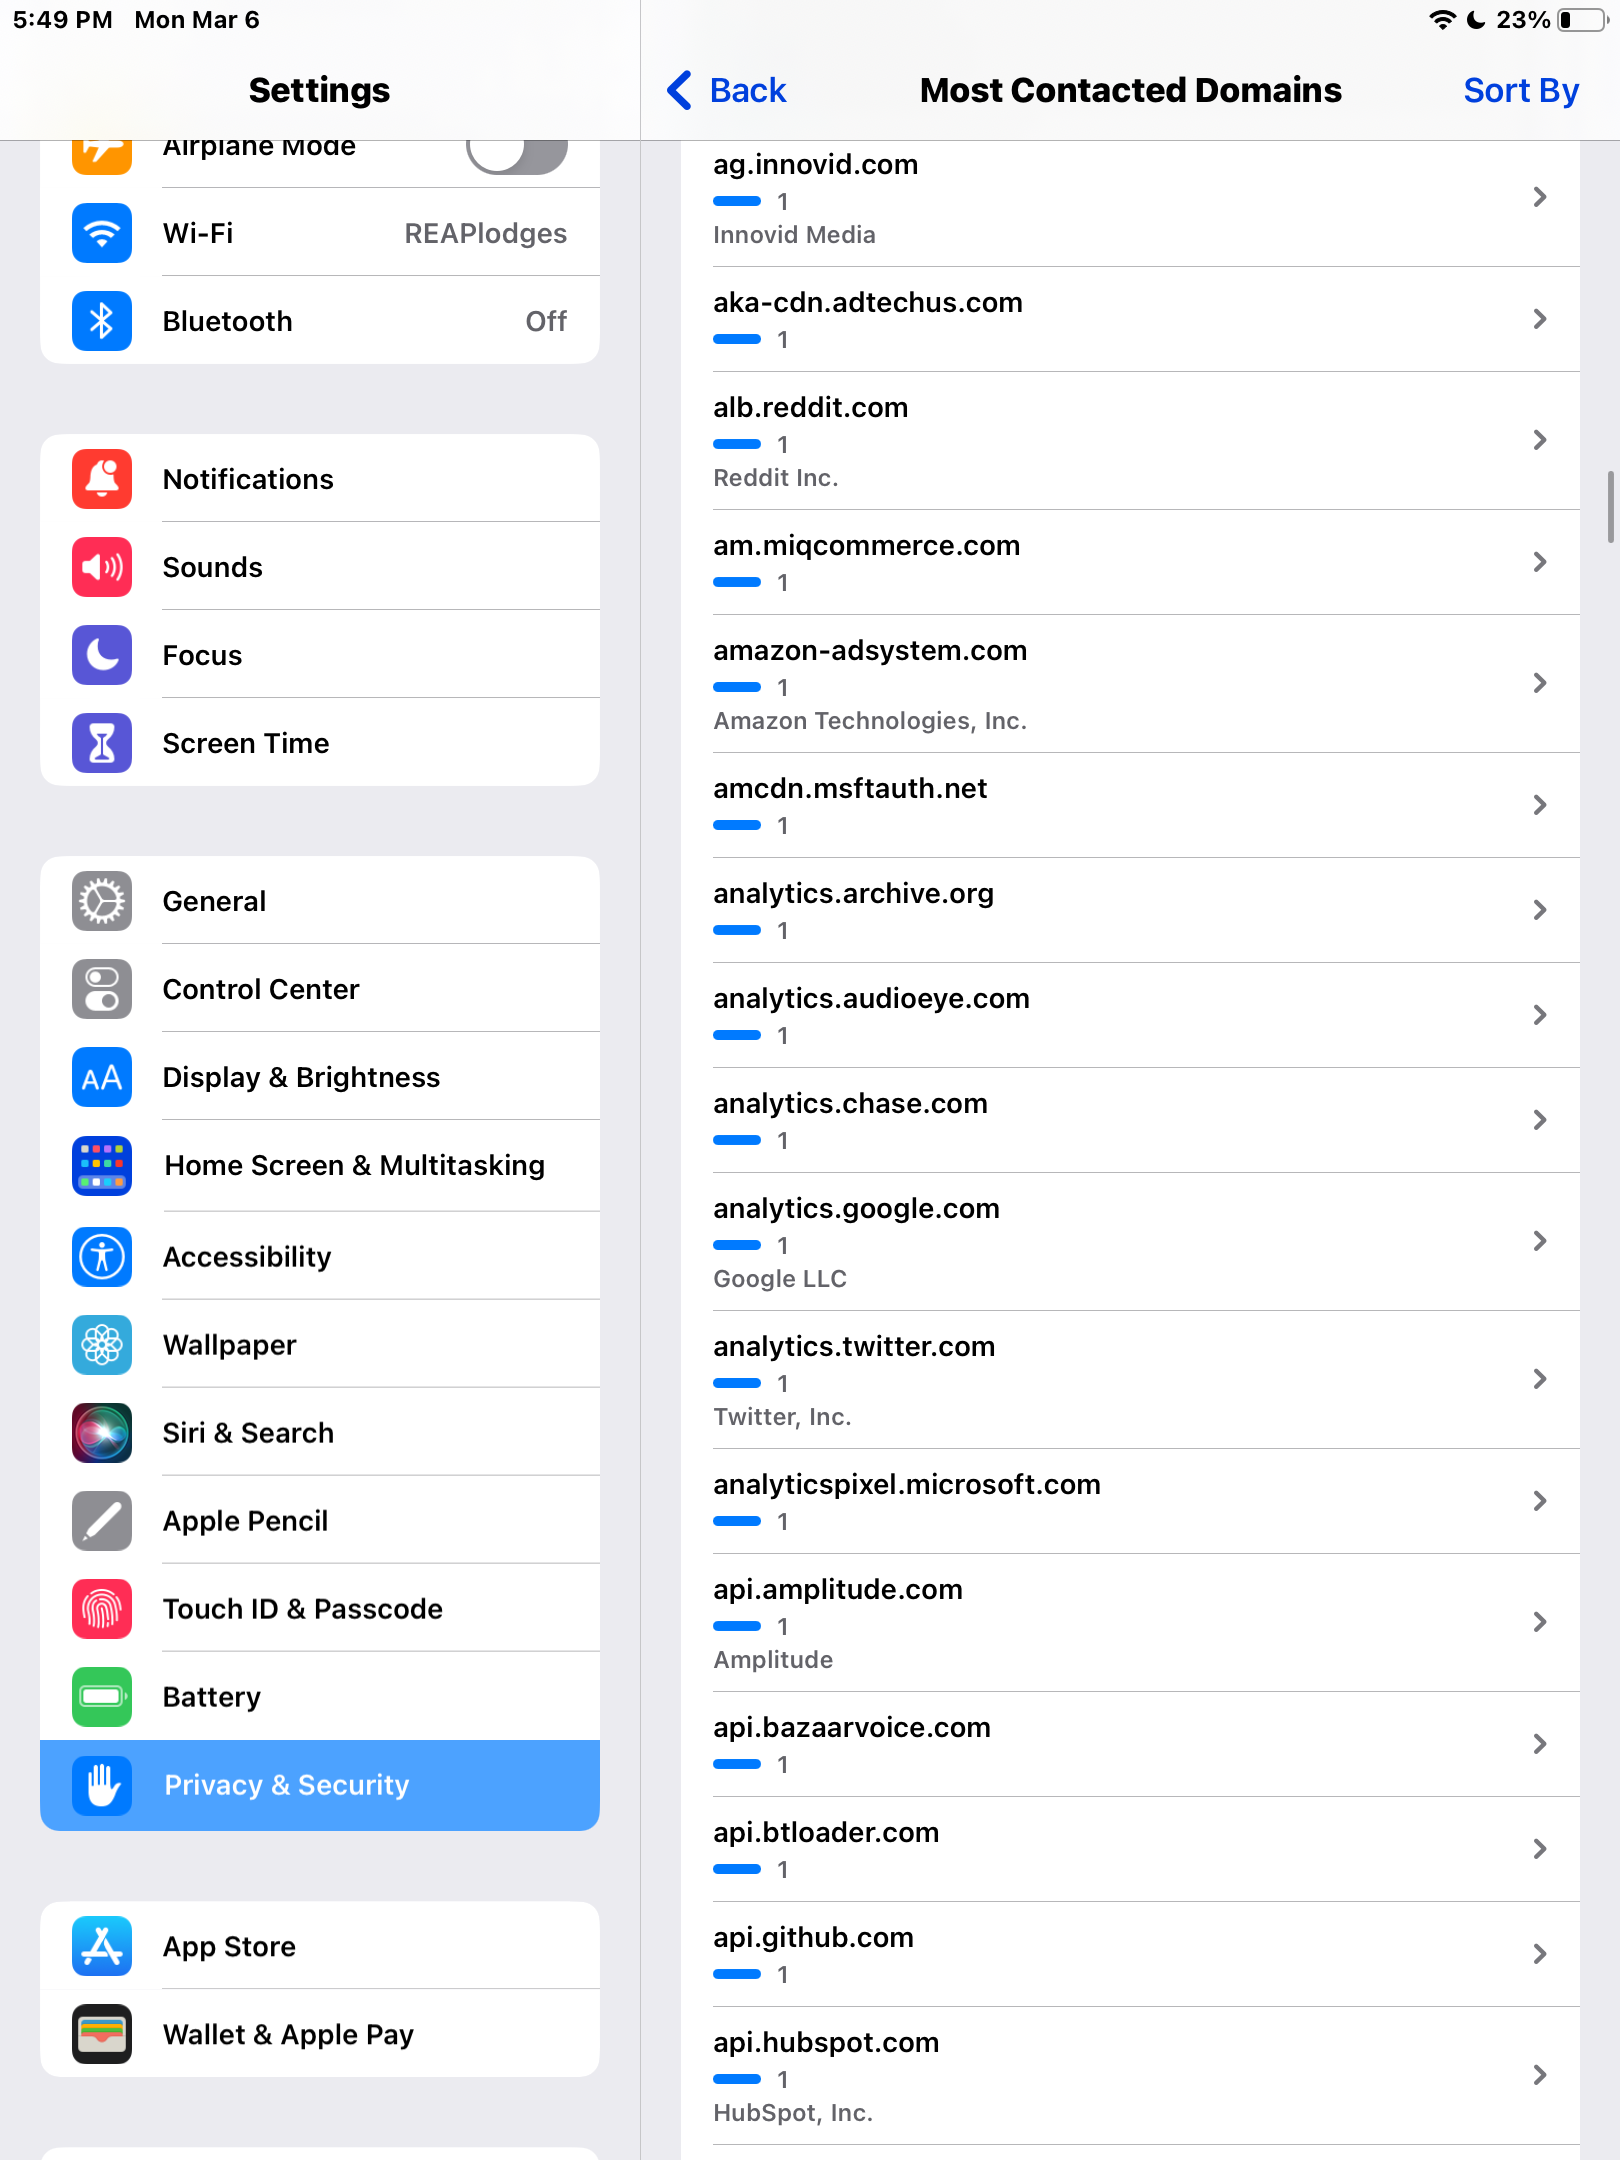 5:49 PM Mon Mar 6
23%
Settings
Airplane Mode
Wi-Fi REAPlodges
Bluetooth Off
Notifications
Sounds
Focus
Screen Time
General
Control Center
AA Display & Brightness
Home Screen & Multitasking
Accessibility
Wallpaper
Siri & Search
Apple Pencil
Touch ID & Passcode
Battery
Privacy & Security
App Store
Wallet & Apple Pay
Back Most Contacted Domains Sort By
ag.innovid.com
1
Innovid Media
aka-cdn.adtechus.com
1
alb.reddit.com
1
Reddit Inc.
am.miqcommerce.com
1
amazon-adsystem.com
1
Amazon Technologies, Inc.
amcdn.msftauth.net
1
analytics.archive.org
1
analytics.audioeye.com
1
analytics.chase.com
1
analytics.google.com
1
Google LLC
analytics.twitter.com
1
Twitter, Inc.
analyticspixel.microsoft.com
1
api.amplitude.com
1
Amplitude
api.bazaarvoice.com
1
api.btloader.com
1
api.github.com
1
api.hubspot.com
1
HubSpot, Inc.